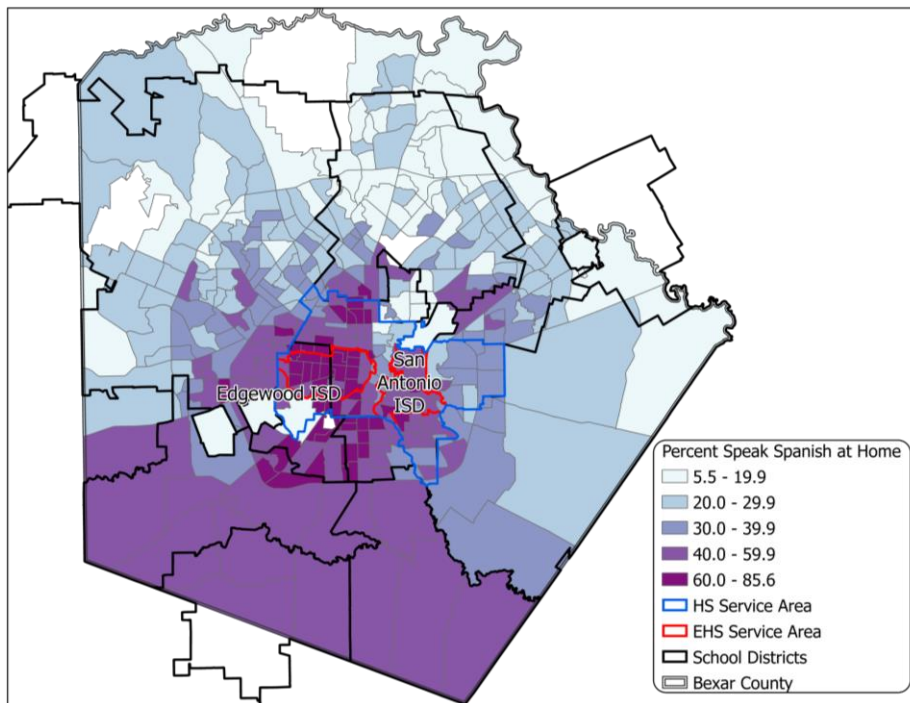 Edgewood ISD
San
Antonio
ISD
Percent Speak Spanish at Home
5.5 - 19.9
20.0 - 29.9
30.0 - 39.9
40.0 - 59.9
60.0 - 85.6
HS Service Area
EHS Service Area
School Districts
Bexar County